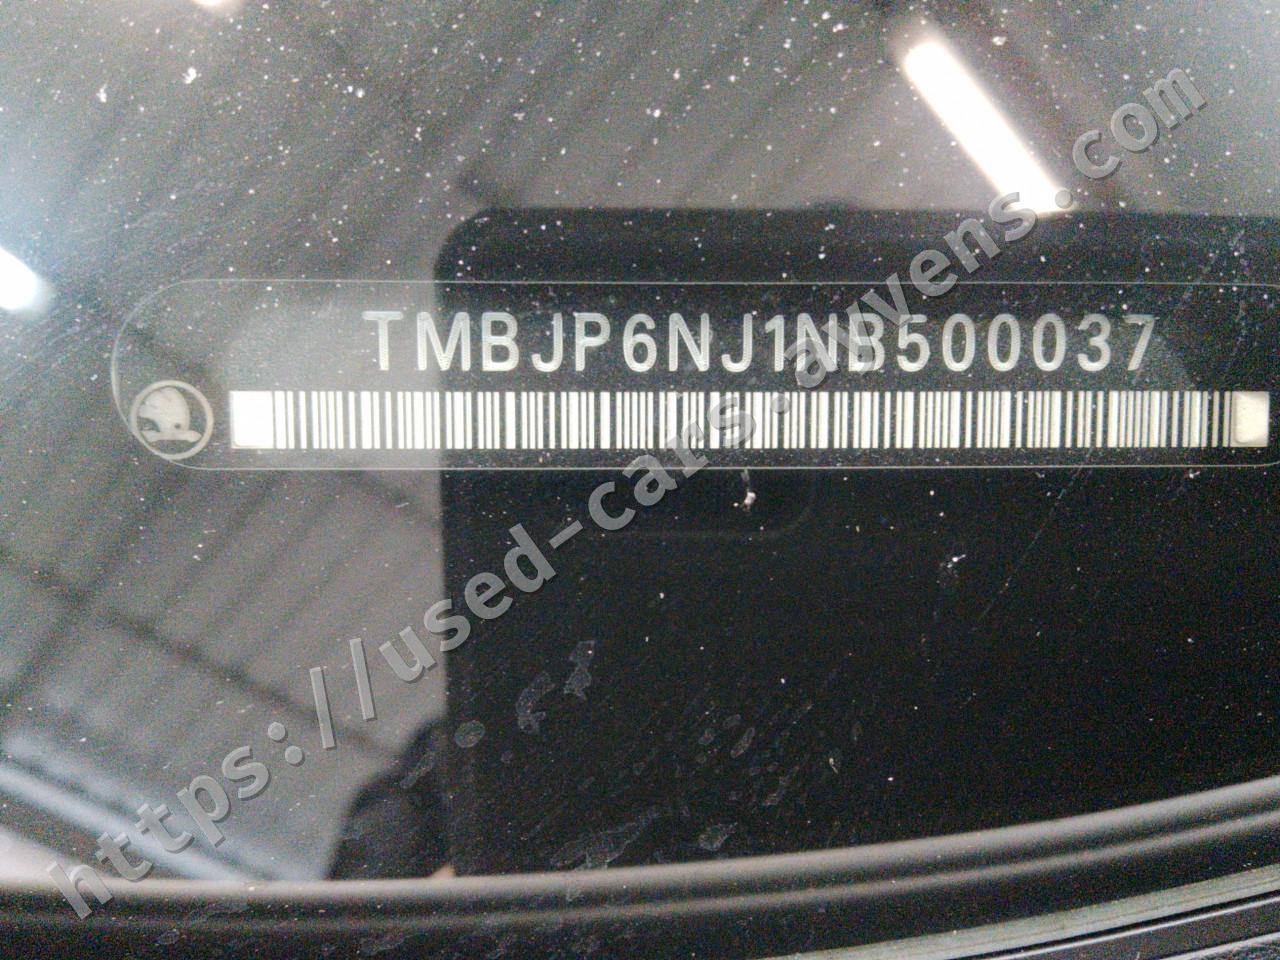 TMBJP6NJ1NB500037
https://used-cars.ayvens.com